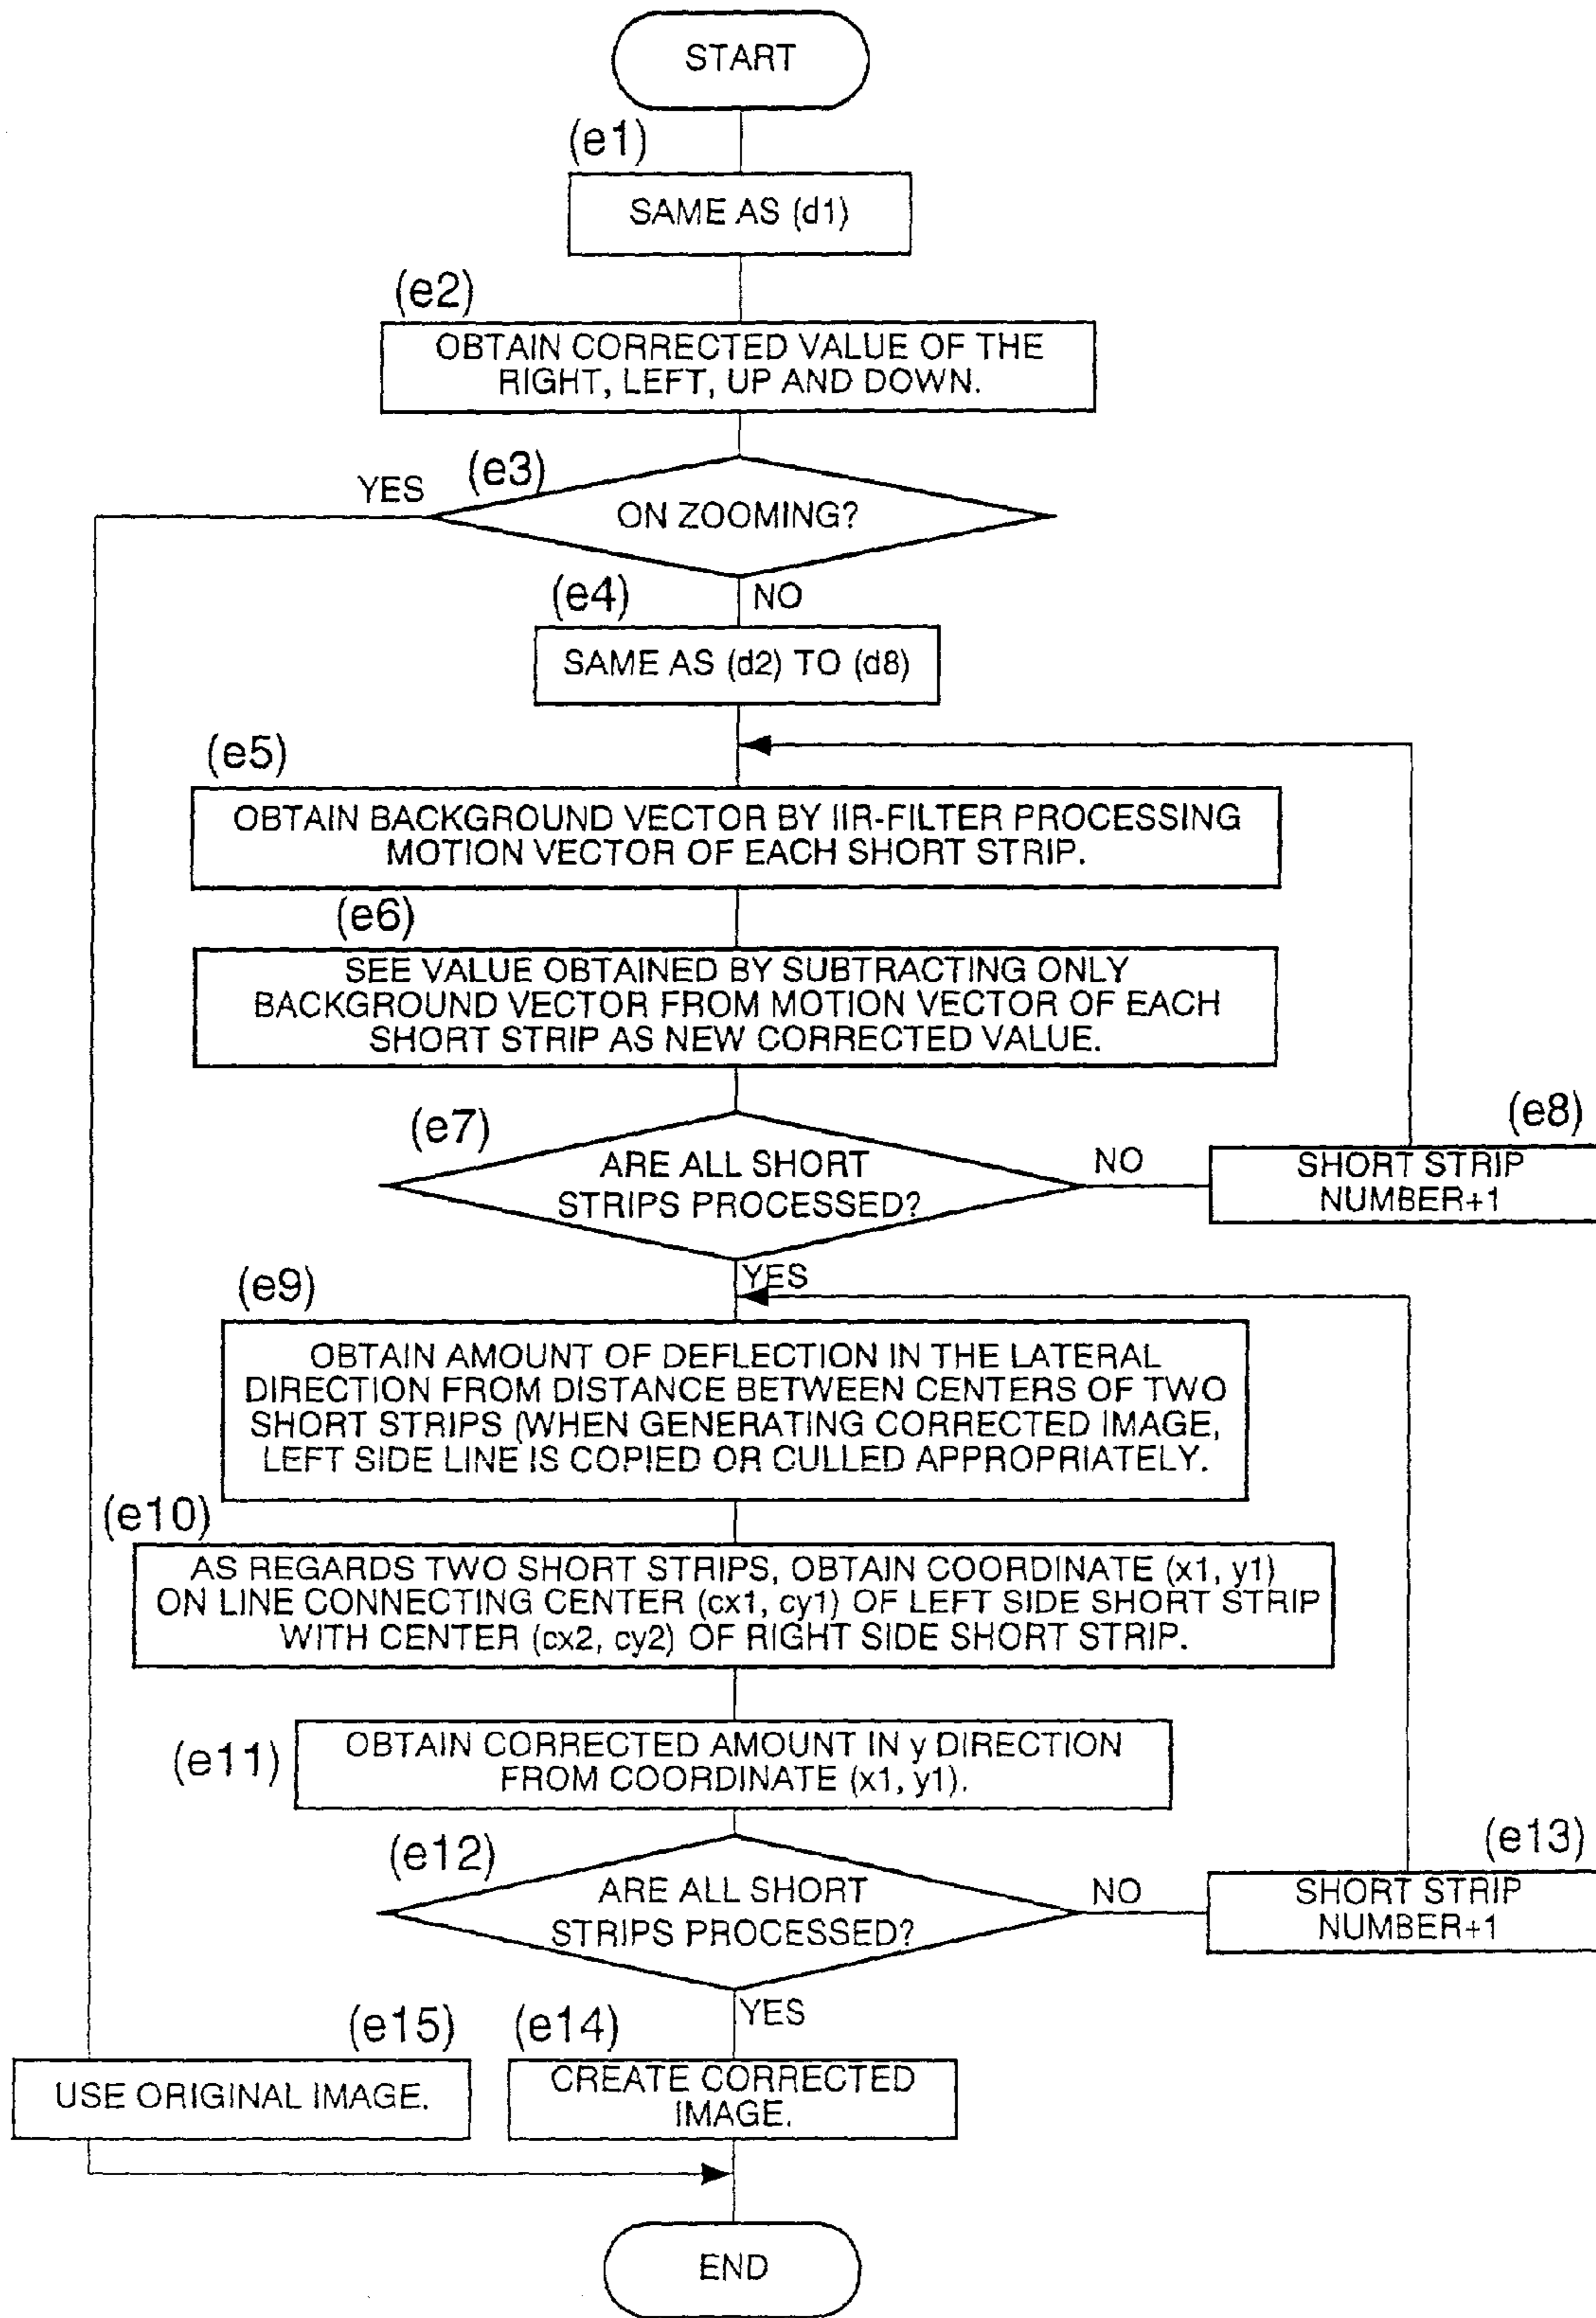 START
(e1)
SAME AS (d1)
(e2)
OBTAIN CORRECTED VALUE OF THE
RIGHT, LEFT, UP AND DOWN.
(e3)
YES
ON ZOOMING?
NO
(e4)
SAME AS (d2) TO (d8)
(e5)
OBTAIN BACKGROUND VECTOR BY IIR-FILTER PROCESSING
MOTION VECTOR OF EACH SHORT STRIP.
(e6)
SEE VALUE OBTAINED BY SUBTRACTING ONLY
BACKGROUND VECTOR FROM MOTION VECTOR OF EACH
SHORT STRIP AS NEW CORRECTED VALUE.
(e7)
ARE ALL SHORT
STRIPS PROCESSED?
NO
(e8)
SHORT STRIP
NUMBER+1
YES
(e9)
OBTAIN AMOUNT OF DEFLECTION IN THE LATERAL
DIRECTION FROM DISTANCE BETWEEN CENTERS OF TWO
SHORT STRIPS (WHEN GENERATING CORRECTED IMAGE,
LEFT SIDE LINE IS COPIED OR CULLED APPROPRIATELY.
(e10)
AS REGARDS TWO SHORT STRIPS, OBTAIN COORDINATE (x1, y1)
ON LINE CONNECTING CENTER (cx1, cy1) OF LEFT SIDE SHORT STRIP
WITH CENTER (cx2, cy2) OF RIGHT SIDE SHORT STRIP.
(e11)
OBTAIN CORRECTED AMOUNT IN y DIRECTION
FROM COORDINATE (x1, y1).
(e12)
ARE ALL SHORT
STRIPS PROCESSED?
NO
(e13)
SHORT STRIP
NUMBER+1
YES
(e15)
USE ORIGINAL IMAGE.
(e14)
CREATE CORRECTED
IMAGE.
END